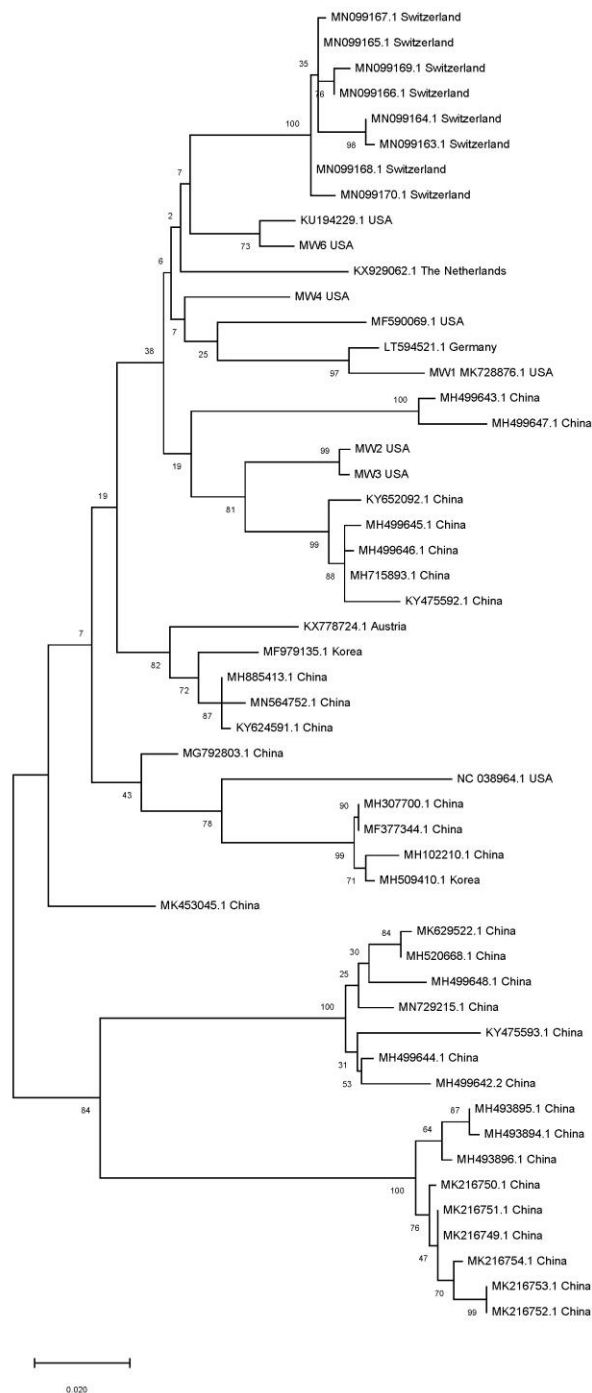 MN099167.1 Switzerland
MN099165.1 Switzerland
35
MN099169.1 Switzerland
76
MN099166.1 Switzerland
MN099164.1 Switzerland
100
98
MN099163.1 Switzerland
MN099168.1 Switzerland
7
MN099170.1 Switzerland
2
KU194229.1 USA
73
MW6 USA
6
KX929062.1 The Netherlands
MW4 USA
7
MF590069.1 USA
25
LT594521.1 Germany
38
97
MW1 MK728876.1 USA
100
MH499643.1 China
MH499647.1 China
19
99
MW2 USA
MW3 USA
19
81
KY652092.1 China
MH499645.1 China
99
MH499646.1 China
88
MH715893.1 China
KY475592.1 China
7
KX778724.1 Austria
82
MF979135.1 Korea
72
MH885413.1 China
87
MN564752.1 China
KY624591.1 China
MG792803.1 China
43
NC 038964.1 USA
78
90
MH307700.1 China
MF377344.1 China
99
MH102210.1 China
71
MH509410.1 Korea
MK453045.1 China
84
MK629522.1 China
30
MH520668.1 China
25
MH499648.1 China
100
MN729215.1 China
KY475593.1 China
31
MH499644.1 China
53
MH499642.2 China
84
87
MH493895.1 China
64
MH493894.1 China
MH493896.1 China
100
MK216750.1 China
76
MK216751.1 China
47
MK216749.1 China
MK216754.1 China
70
MK216753.1 China
99
MK216752.1 China
0.020